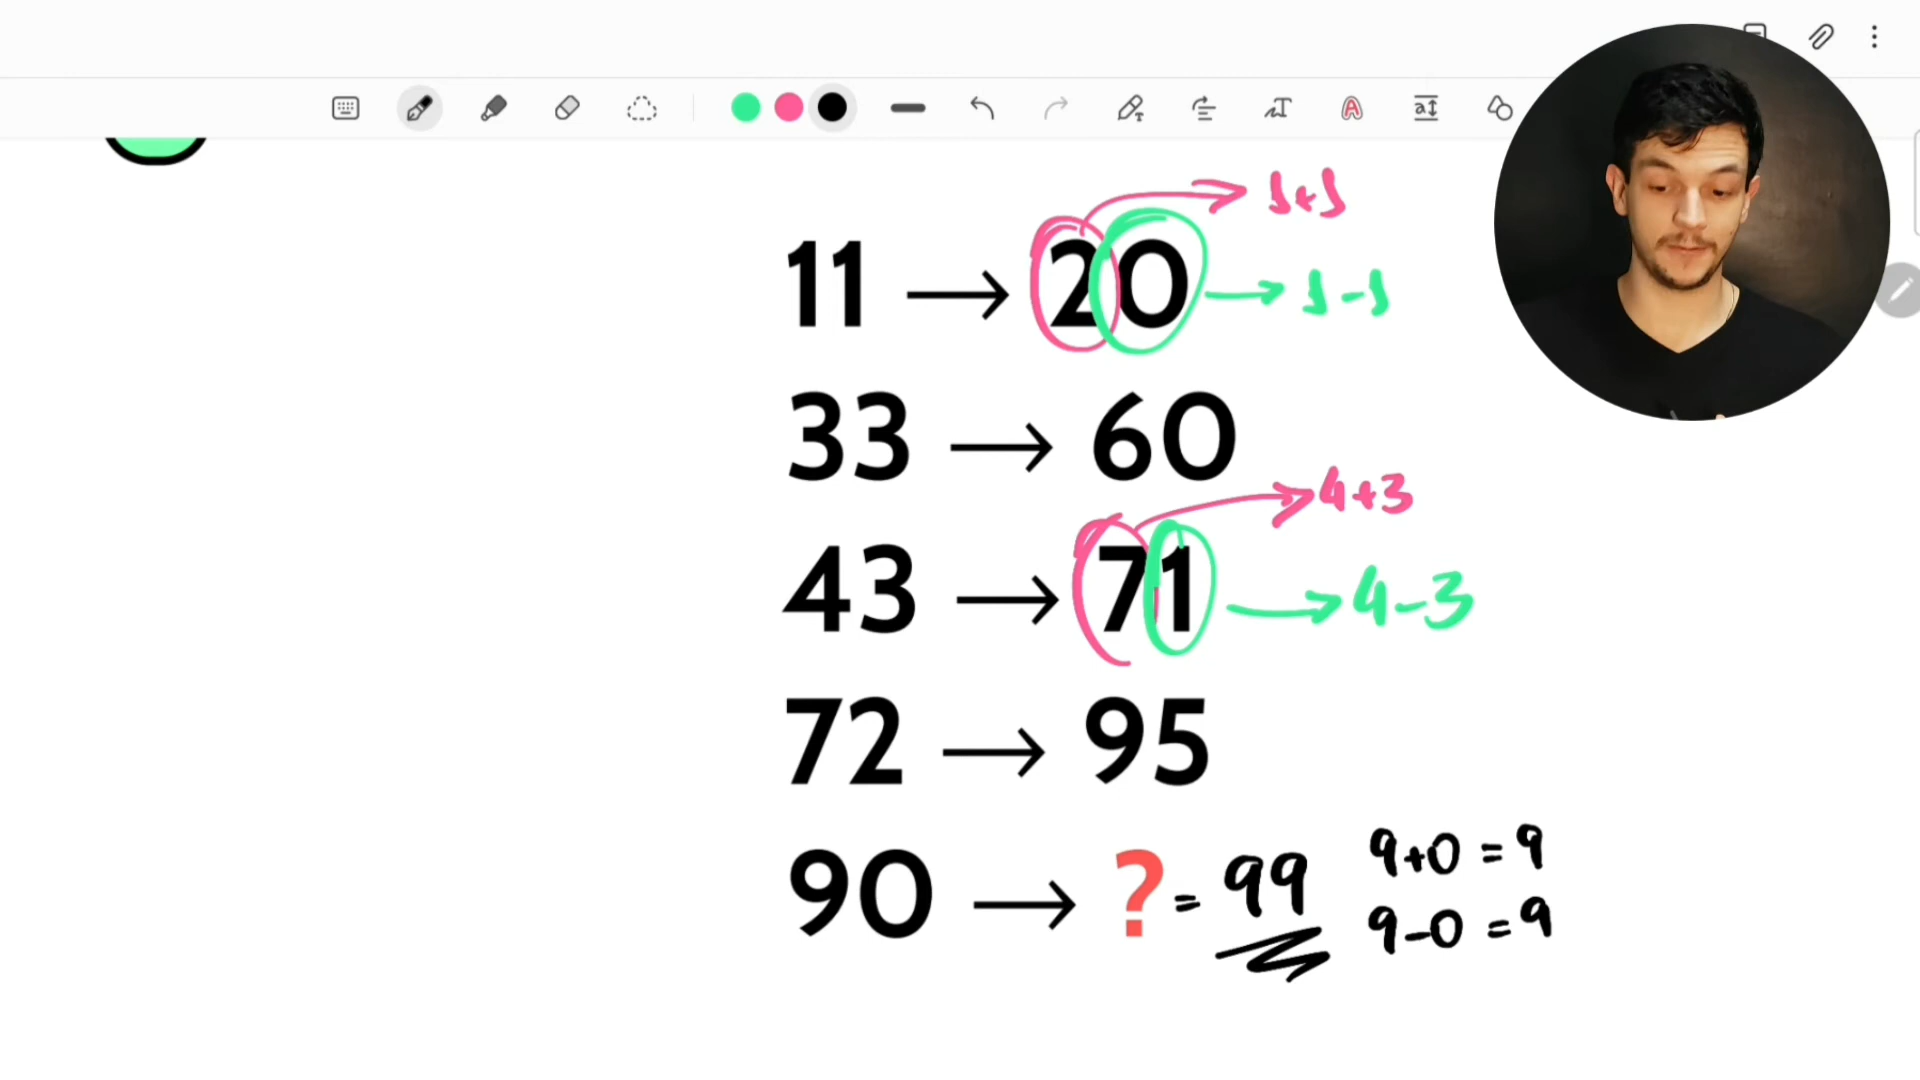 1+1
11 → 20 → 1-1
33 → 60
4+3
43 → 71 → 4-3
72 → 95
90 → ? = 99
9+0 = 9
9-0 = 9